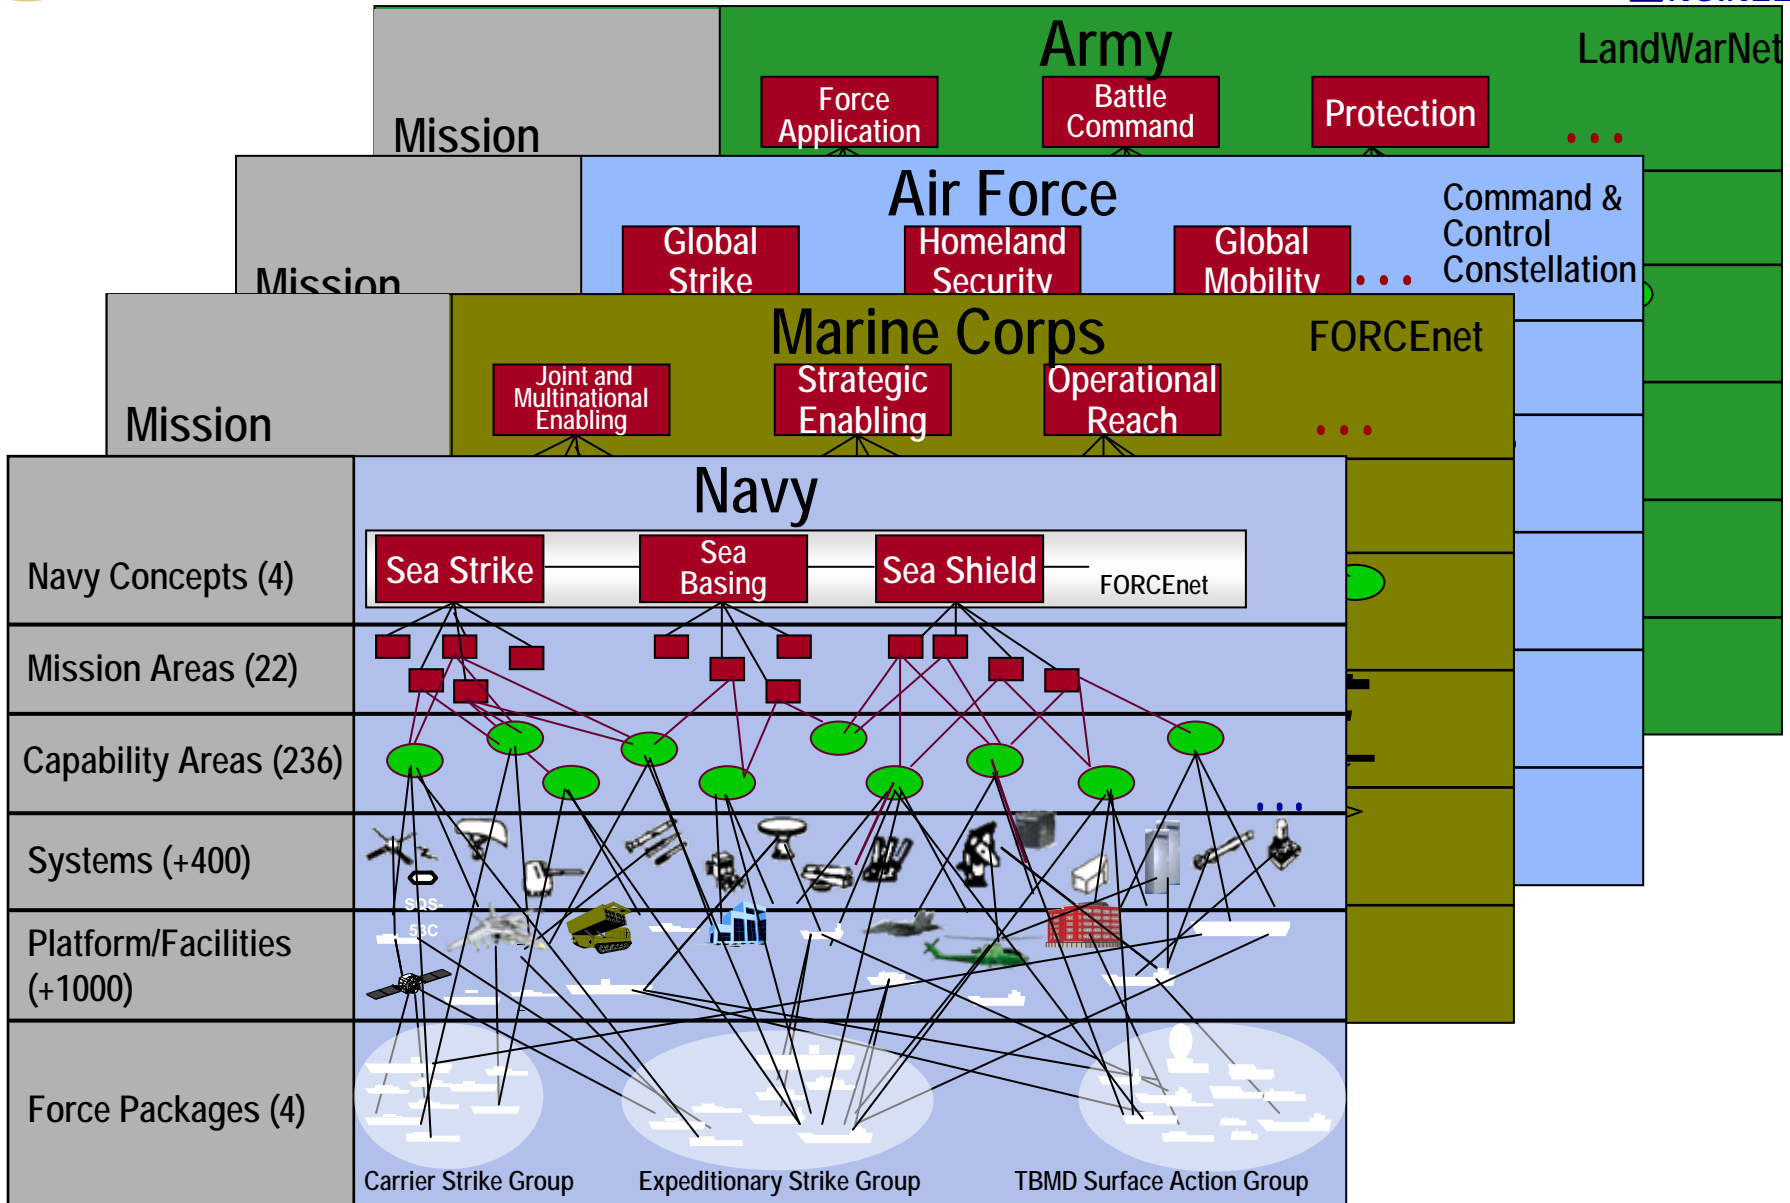 Army
LandWarNet
Force
Application
Battle
Command
Protection
...
Mission
Air Force
Command &
Control
Constellation
Global
Strike
Homeland
Security
Global
Mobility
...
Mission
Marine Corps
FORCEnet
Joint and
Multinational
Enabling
Strategic
Enabling
Operational
Reach
...
Mission
Navy
Navy Concepts (4)
Sea Strike
Sea
Basing
Sea Shield
FORCEnet
Mission Areas (22)
Capability Areas (236)
...
Systems (+400)
SQS-
53C
Platform/Facilities
(+1000)
Force Packages (4)
Carrier Strike Group
Expeditionary Strike Group
TBMD Surface Action Group